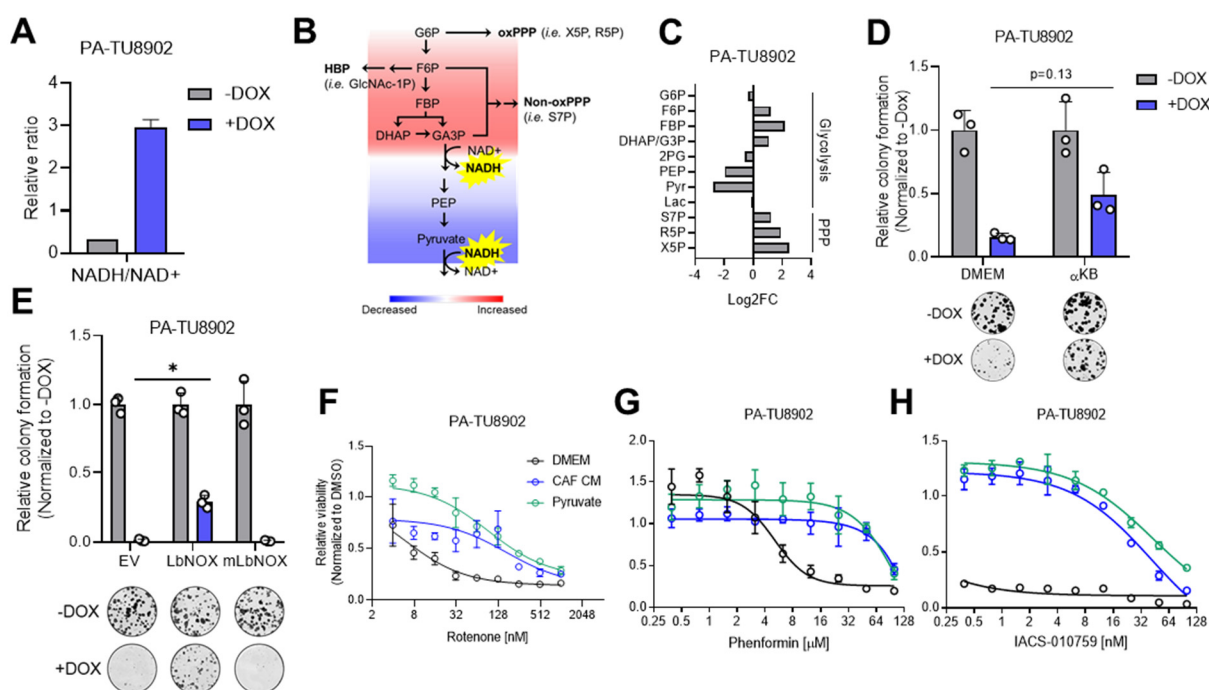 A
PA-TU8902
-DOX
+DOX
Relative ratio
4
3
2
1
0
NADH/NAD+
B
G6P
oxPPP (i.e. X5P, R5P)
HBP
F6P
(i.e. GlcNAc-1P)
FBP
Non-oxPPP
(i.e. S7P)
DHAP
GA3P
NAD+
NADH
PEP
Pyruvate
NADH
NAD+
Decreased
Increased
C
PA-TU8902
G6P
F6P
FBP
DHAP/G3P
2PG
PEP
Pyr
Lac
S7P
R5P
X5P
Glycolysis
PPP
-4 -2 0 2 4
Log2FC
D
PA-TU8902
-DOX
+DOX
p=0.13
Relative colony formation
(Normalized to -Dox)
1.5
1.0
0.5
0.0
DMEM
αKB
-DOX
+DOX
E
PA-TU8902
*
Relative colony formation
(Normalized to -DOX)
1.5
1.0
0.5
0.0
EV
LbNOX
mLbNOX
-DOX
+DOX
F
PA-TU8902
DMEM
CAF CM
Pyruvate
Relative viability
(Normalized to DMSO)
1.5
1.0
0.5
0.0
2 8 32 128 512 2048
Rotenone [nM]
G
PA-TU8902
2.0
1.5
1.0
0.5
0.0
0.25 0.5 1 2 4 8 16 32 64 128
Phenformin [μM]
H
PA-TU8902
1.5
1.0
0.5
0.0
0.25 0.5 1 2 4 8 16 32 64 128
IACS-010759 [nM]